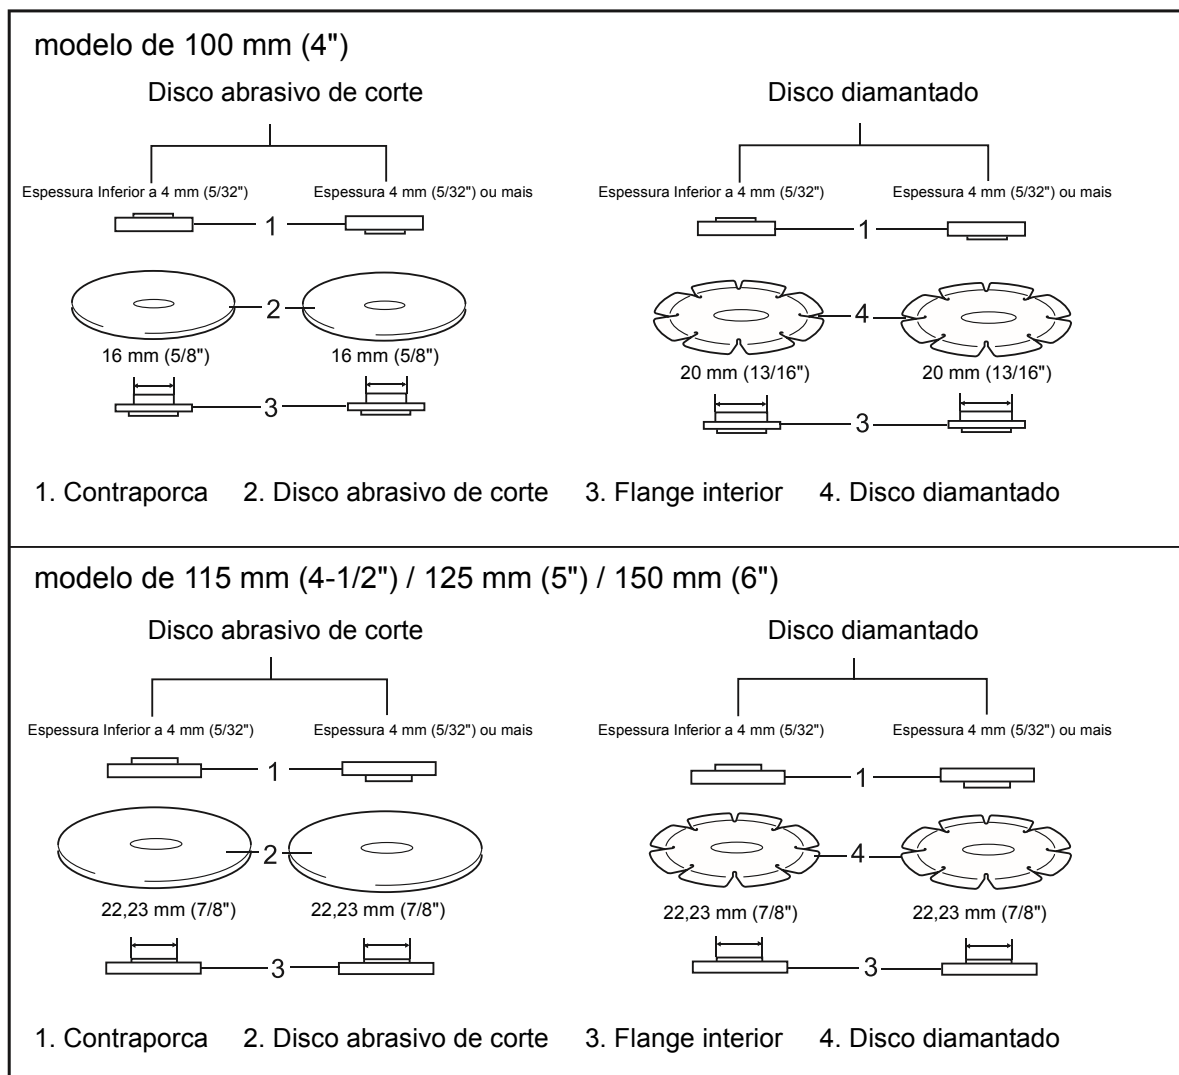 modelo de 100 mm (4")
Disco abrasivo de corte
Disco diamantado
Espessura Inferior a 4 mm (5/32")
Espessura 4 mm (5/32") ou mais
Espessura Inferior a 4 mm (5/32")
Espessura 4 mm (5/32") ou mais
1
1
2
4
16 mm (5/8")
16 mm (5/8")
20 mm (13/16")
20 mm (13/16")
3
3
1. Contraporca 2. Disco abrasivo de corte 3. Flange interior 4. Disco diamantado
modelo de 115 mm (4-1/2") / 125 mm (5") / 150 mm (6")
Disco abrasivo de corte
Disco diamantado
Espessura Inferior a 4 mm (5/32")
Espessura 4 mm (5/32") ou mais
Espessura Inferior a 4 mm (5/32")
Espessura 4 mm (5/32") ou mais
1
1
2
4
22,23 mm (7/8")
22,23 mm (7/8")
22,23 mm (7/8")
22,23 mm (7/8")
3
3
1. Contraporca 2. Disco abrasivo de corte 3. Flange interior 4. Disco diamantado